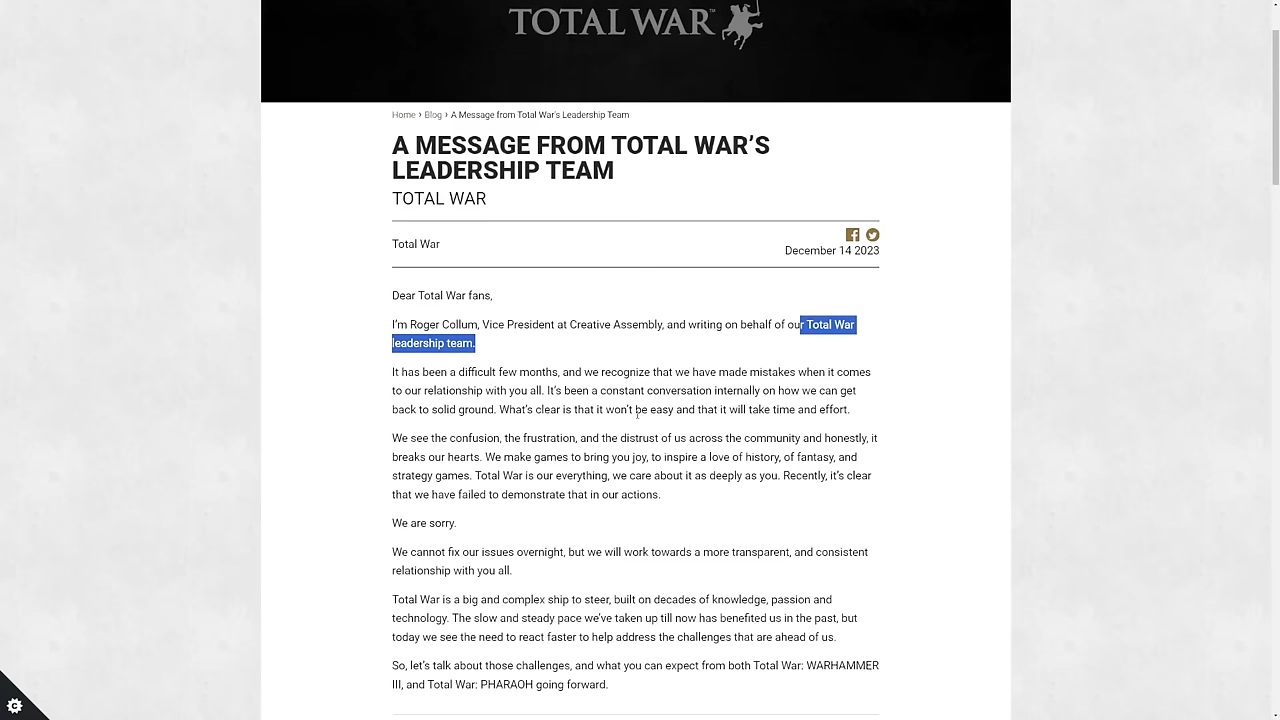 TOTAL WAR™
Home › Blog › A Message from Total War's Leadership Team
A MESSAGE FROM TOTAL WAR'S
LEADERSHIP TEAM
TOTAL WAR
Total War
December 14 2023
Dear Total War fans,
I'm Roger Collum, Vice President at Creative Assembly, and writing on behalf of our Total War
leadership team.
It has been a difficult few months, and we recognize that we have made mistakes when it comes
to our relationship with you all. It's been a constant conversation internally on how we can get
back to solid ground. What's clear is that it won't be easy and that it will take time and effort.
We see the confusion, the frustration, and the distrust of us across the community and honestly, it
breaks our hearts. We make games to bring you joy, to inspire a love of history, of fantasy, and
strategy games. Total War is our everything, we care about it as deeply as you. Recently, it's clear
that we have failed to demonstrate that in our actions.
We are sorry.
We cannot fix our issues overnight, but we will work towards a more transparent, and consistent
relationship with you all.
Total War is a big and complex ship to steer, built on decades of knowledge, passion and
technology. The slow and steady pace we've taken up till now has benefited us in the past, but
today we see the need to react faster to help address the challenges that are ahead of us.
So, let's talk about those challenges, and what you can expect from both Total War: WARHAMMER
III, and Total War: PHARAOH going forward.